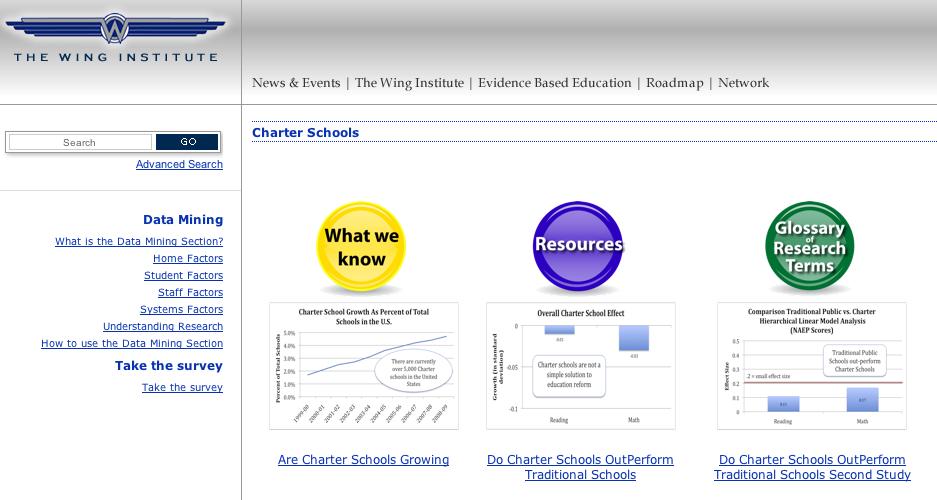 W
THE WING INSTITUTE
News & Events | The Wing Institute | Evidence Based Education | Roadmap | Network
Search
GO
Advanced Search
Data Mining
What is the Data Mining Section?
Home Factors
Student Factors
Staff Factors
Systems Factors
Understanding Research
How to use the Data Mining Section
Take the survey
Take the survey
Charter Schools
What we
know
Resources
Glossary
of
Research
Terms
Charter School Growth As Percent of Total
Schools in the U.S.
Percent of Total Schools
5.0%
4.0%
3.0%
2.0%
1.0%
0.0%
There are currently
over 5,000 Charter
schools in the United
States
1999-00
2000-01
2001-02
2002-03
2003-04
2004-05
2005-06
2006-07
2007-08
2008-09
Are Charter Schools Growing
Overall Charter School Effect
Growth (in standard
deviation)
0
-0.05
-0.1
Charter schools are not a
simple solution to
education reform
Reading
Math
Do Charter Schools OutPerform
Traditional Schools
Comparison Traditional Public vs. Charter
Hierarchical Linear Model Analysis
(NAEP Scores)
Effect Size
0.5
0.4
0.3
0.2
0.1
0
Traditional Public
Schools out-perform
Charter Schools
.2 = small effect size
Reading
Math
Do Charter Schools OutPerform
Traditional Schools Second Study